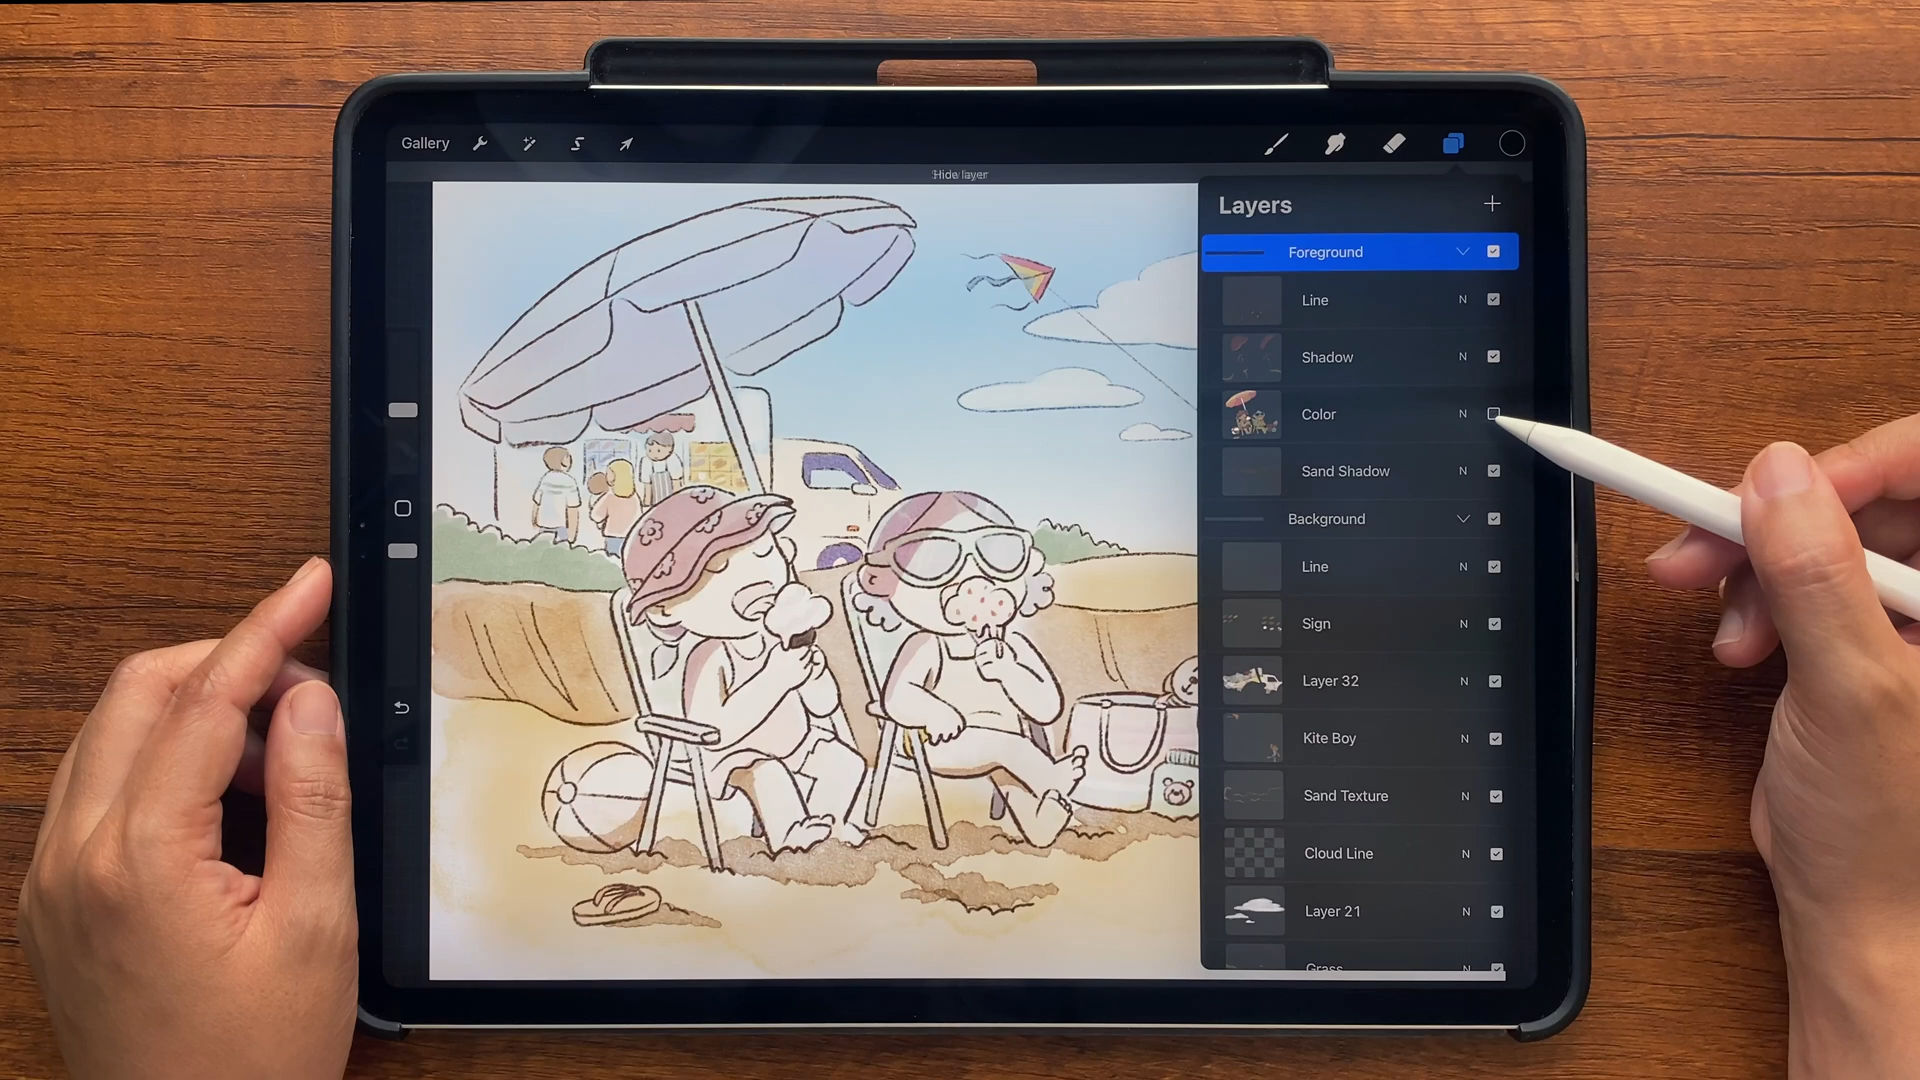 Gallery
Hide layer
Layers
Foreground
Line N
Shadow N
Color N
Sand Shadow N
Background
Line N
Sign N
Layer 32 N
Kite Boy N
Sand Texture N
Cloud Line N
Layer 21 N
Grass N